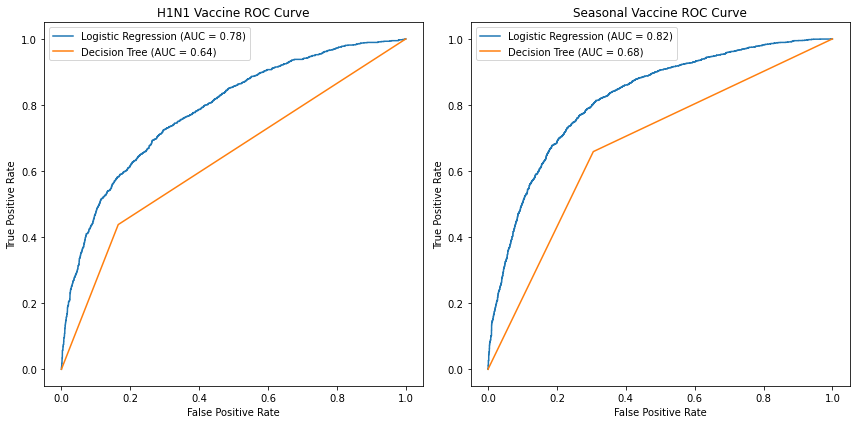 H1N1 Vaccine ROC Curve
Logistic Regression (AUC = 0.78)
Decision Tree (AUC = 0.64)
True Positive Rate
1.0
0.8
0.6
0.4
0.2
0.0
0.0 0.2 0.4 0.6 0.8 1.0
False Positive Rate
Seasonal Vaccine ROC Curve
Logistic Regression (AUC = 0.82)
Decision Tree (AUC = 0.68)
True Positive Rate
1.0
0.8
0.6
0.4
0.2
0.0
0.0 0.2 0.4 0.6 0.8 1.0
False Positive Rate